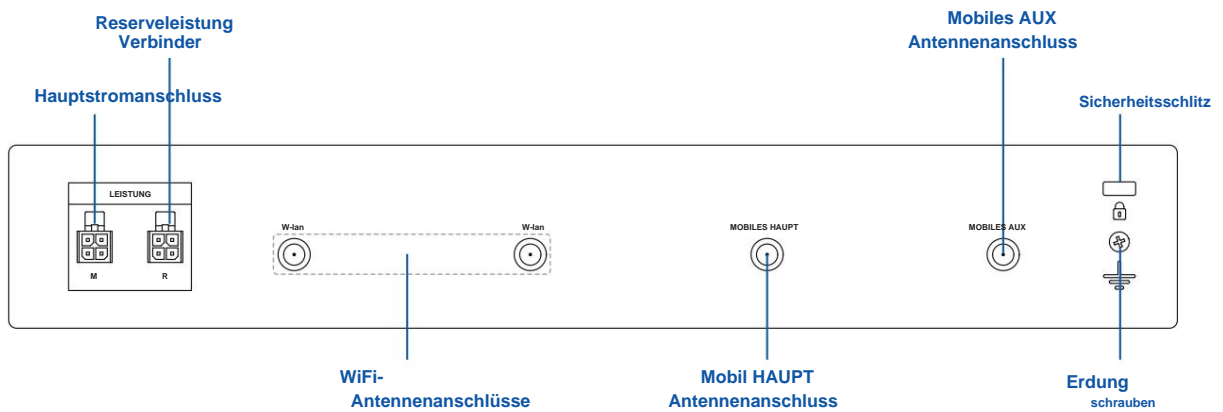 Reserveleistung
Verbinder
Mobiles AUX
Antennenanschluss
Hauptstromanschluss
Sicherheitsschlitz
LEISTUNG
W-lan
W-lan
MOBILES HAUPT
MOBILES AUX
M
R
WiFi-
Antennenanschlüsse
Mobil HAUPT
Antennenanschluss
Erdung
schrauben